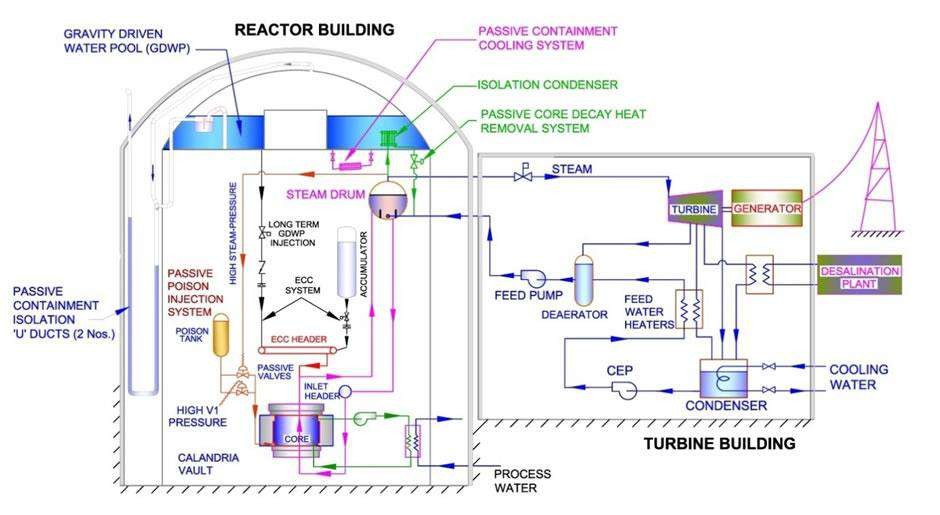 REACTOR BUILDING
GRAVITY DRIVEN
WATER POOL (GDWP)
PASSIVE CONTAINMENT
COOLING SYSTEM
ISOLATION CONDENSER
PASSIVE CORE DECAY HEAT
REMOVAL SYSTEM
STEAM
STEAM DRUM
TURBINE
GENERATOR
HIGH STEAM-PRESSURE
LONG TERM
GDWP
INJECTION
ACCUMULATOR
PASSIVE
POISON
INJECTION
SYSTEM
ECC
SYSTEM
FEED PUMP
DEAERATOR
FEED
WATER
HEATERS
DESALINATION
PLANT
PASSIVE
CONTAINMENT
ISOLATION
'U' DUCTS (2 Nos.)
POISON
TANK
ECC HEADER
PASSIVE
VALVES
INLET
HEADER
CEP
COOLING
WATER
CONDENSER
HIGH V1
PRESSURE
CORE
CALANDRIA
VAULT
TURBINE BUILDING
PROCESS
WATER